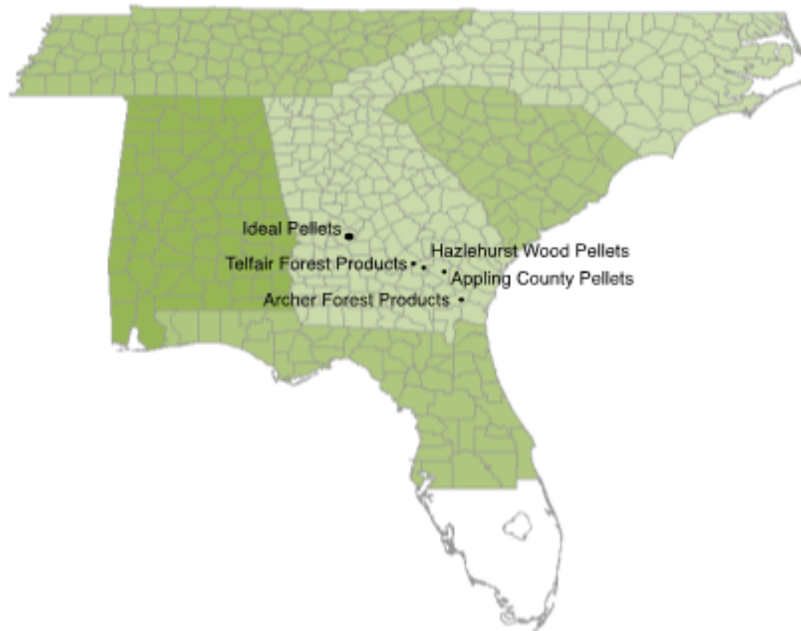 Ideal Pellets
Hazlehurst Wood Pellets
Telfair Forest Products
Appling County Pellets
Archer Forest Products